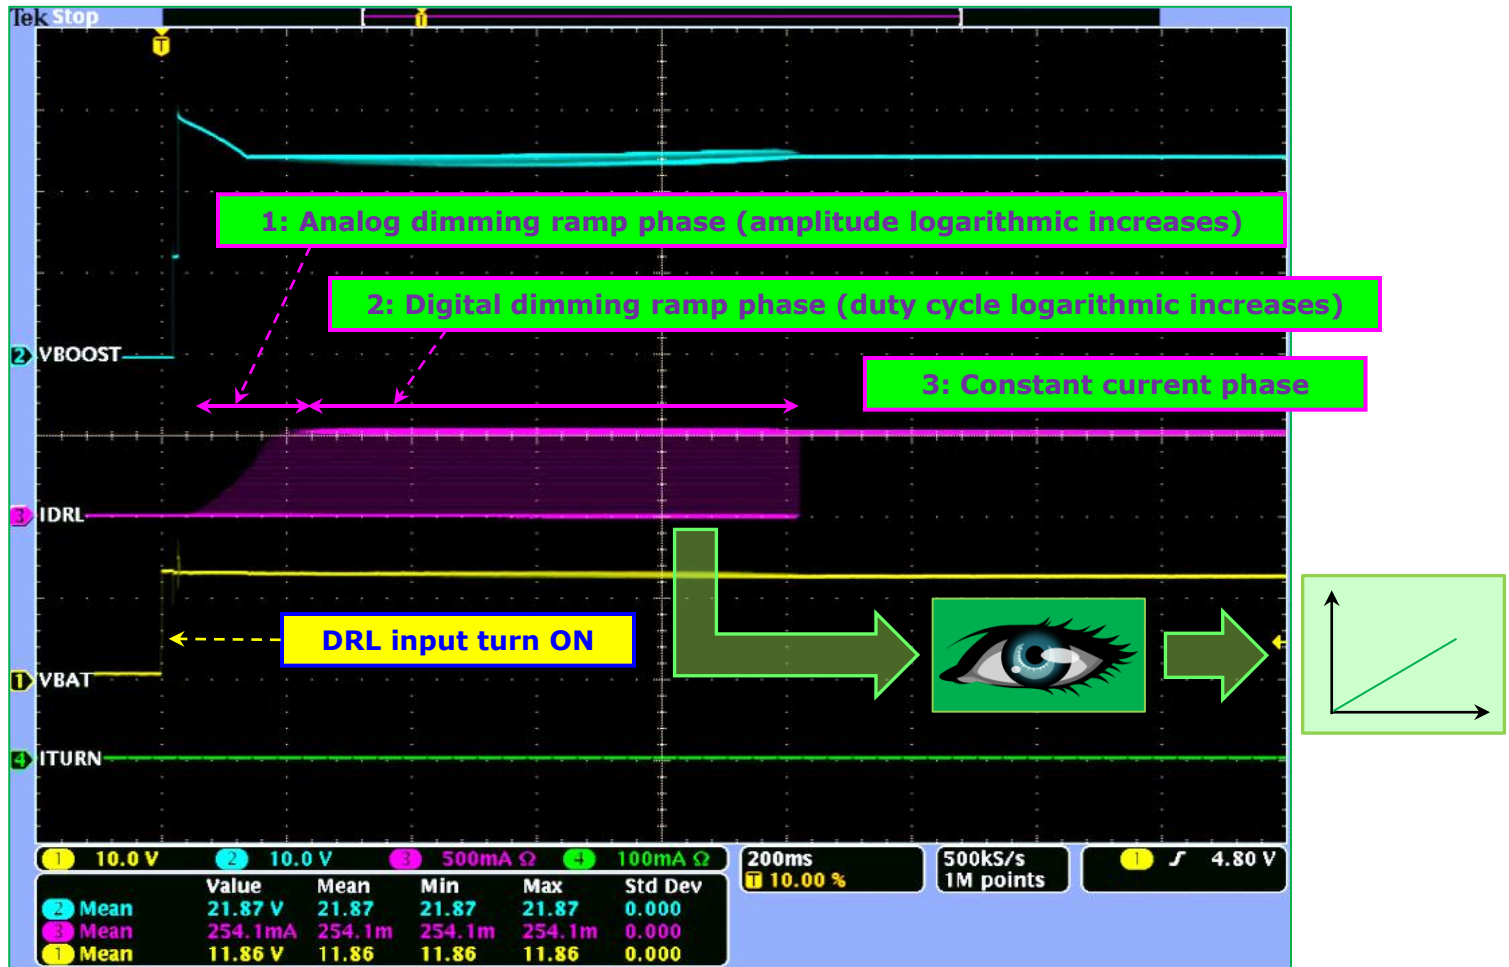 Tek Stop
T
T
1: Analog dimming ramp phase (amplitude logarithmic increases)
2: Digital dimming ramp phase (duty cycle logarithmic increases)
2 VBOOST
3: Constant current phase
3 IDRL
DRL input turn ON
1 VBAT
4 ITURN
1 10.0 V 2 10.0 V 3 500mA Ω 4 100mA Ω
200ms
T 10.00 %
500kS/s
1M points
1 ʃ 4.80 V
Value Mean Min Max Std Dev
2 Mean 21.87 V 21.87 21.87 21.87 0.000
3 Mean 254.1mA 254.1m 254.1m 254.1m 0.000
1 Mean 11.86 V 11.86 11.86 11.86 0.000